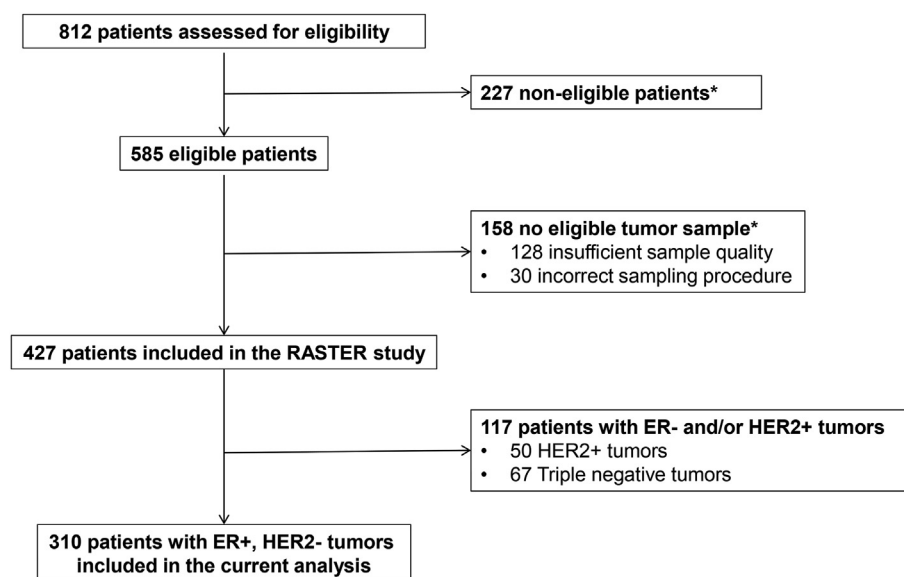 812 patients assessed for eligibility
227 non-eligible patients*
585 eligible patients
158 no eligible tumor sample*
• 128 insufficient sample quality
• 30 incorrect sampling procedure
427 patients included in the RASTER study
117 patients with ER- and/or HER2+ tumors
• 50 HER2+ tumors
• 67 Triple negative tumors
310 patients with ER+, HER2- tumors
included in the current analysis